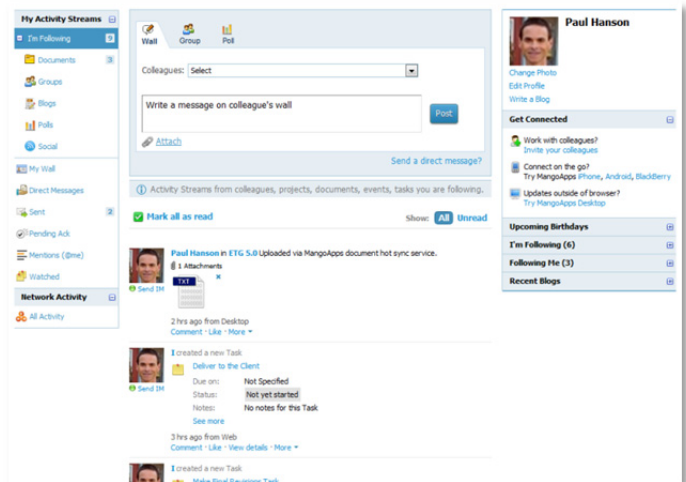 My Activity Streams
I'm Following 9
Documents 3
Groups
Blogs
Polls
Social
My Wall
Direct Messages
Sent 2
Pending Ack
Mentions (@me)
Watched
Network Activity
All Activity
Wall Group Poll
Colleagues: Select
Write a message on colleague's wall
Post
Attach
Send a direct message?
Activity Streams from colleagues, projects, documents, events, tasks you are following.
Mark all as read Show: All Unread
Paul Hanson in ETG 5.0 Uploaded via MangoApps document hot sync service.
1 Attachments
TXT
Send IM
2 hrs ago from Desktop
Comment · Like · More
I created a new Task
Deliver to the Client
Due on: Not Specified
Status: Not yet started
Send IM
Notes: No notes for this Task
See more
3 hrs ago from Web
Comment · Like · View details · More
I created a new Task
Make Final Revisions Task
Paul Hanson
Change Photo
Edit Profile
Write a Blog
Get Connected
Work with colleagues?
Invite your colleagues
Connect on the go?
Try MangoApps iPhone, Android, BlackBerry
Updates outside of browser?
Try MangoApps Desktop
Upcoming Birthdays
I'm Following (6)
Following Me (3)
Recent Blogs